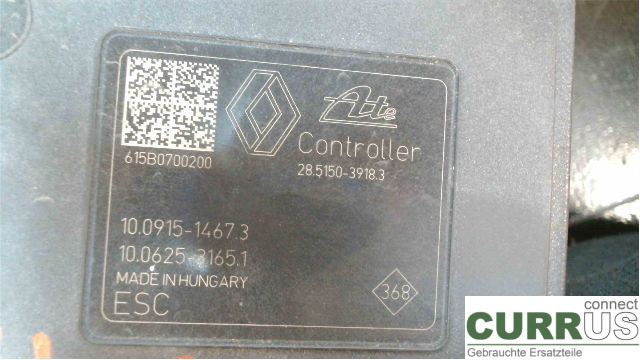 Ate
Controller
615B0700200
28.5150-3918.3
10.0915-1467.3
10.0625-3165.1
MADE IN HUNGARY
368
ESC
connect
CURRUS
Gebrauchte Ersatzteile